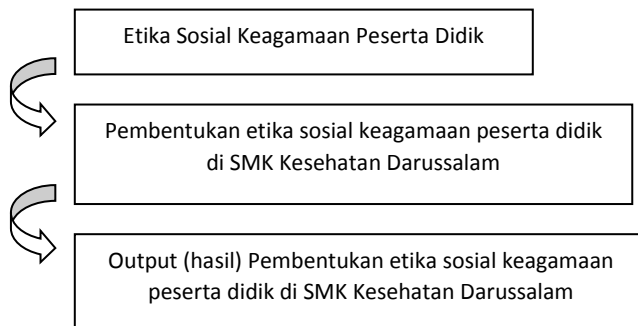 Etika Sosial Keagamaan Peserta Didik
Pembentukan etika sosial keagamaan peserta didik
di SMK Kesehatan Darussalam
Output (hasil) Pembentukan etika sosial keagamaan
peserta didik di SMK Kesehatan Darussalam